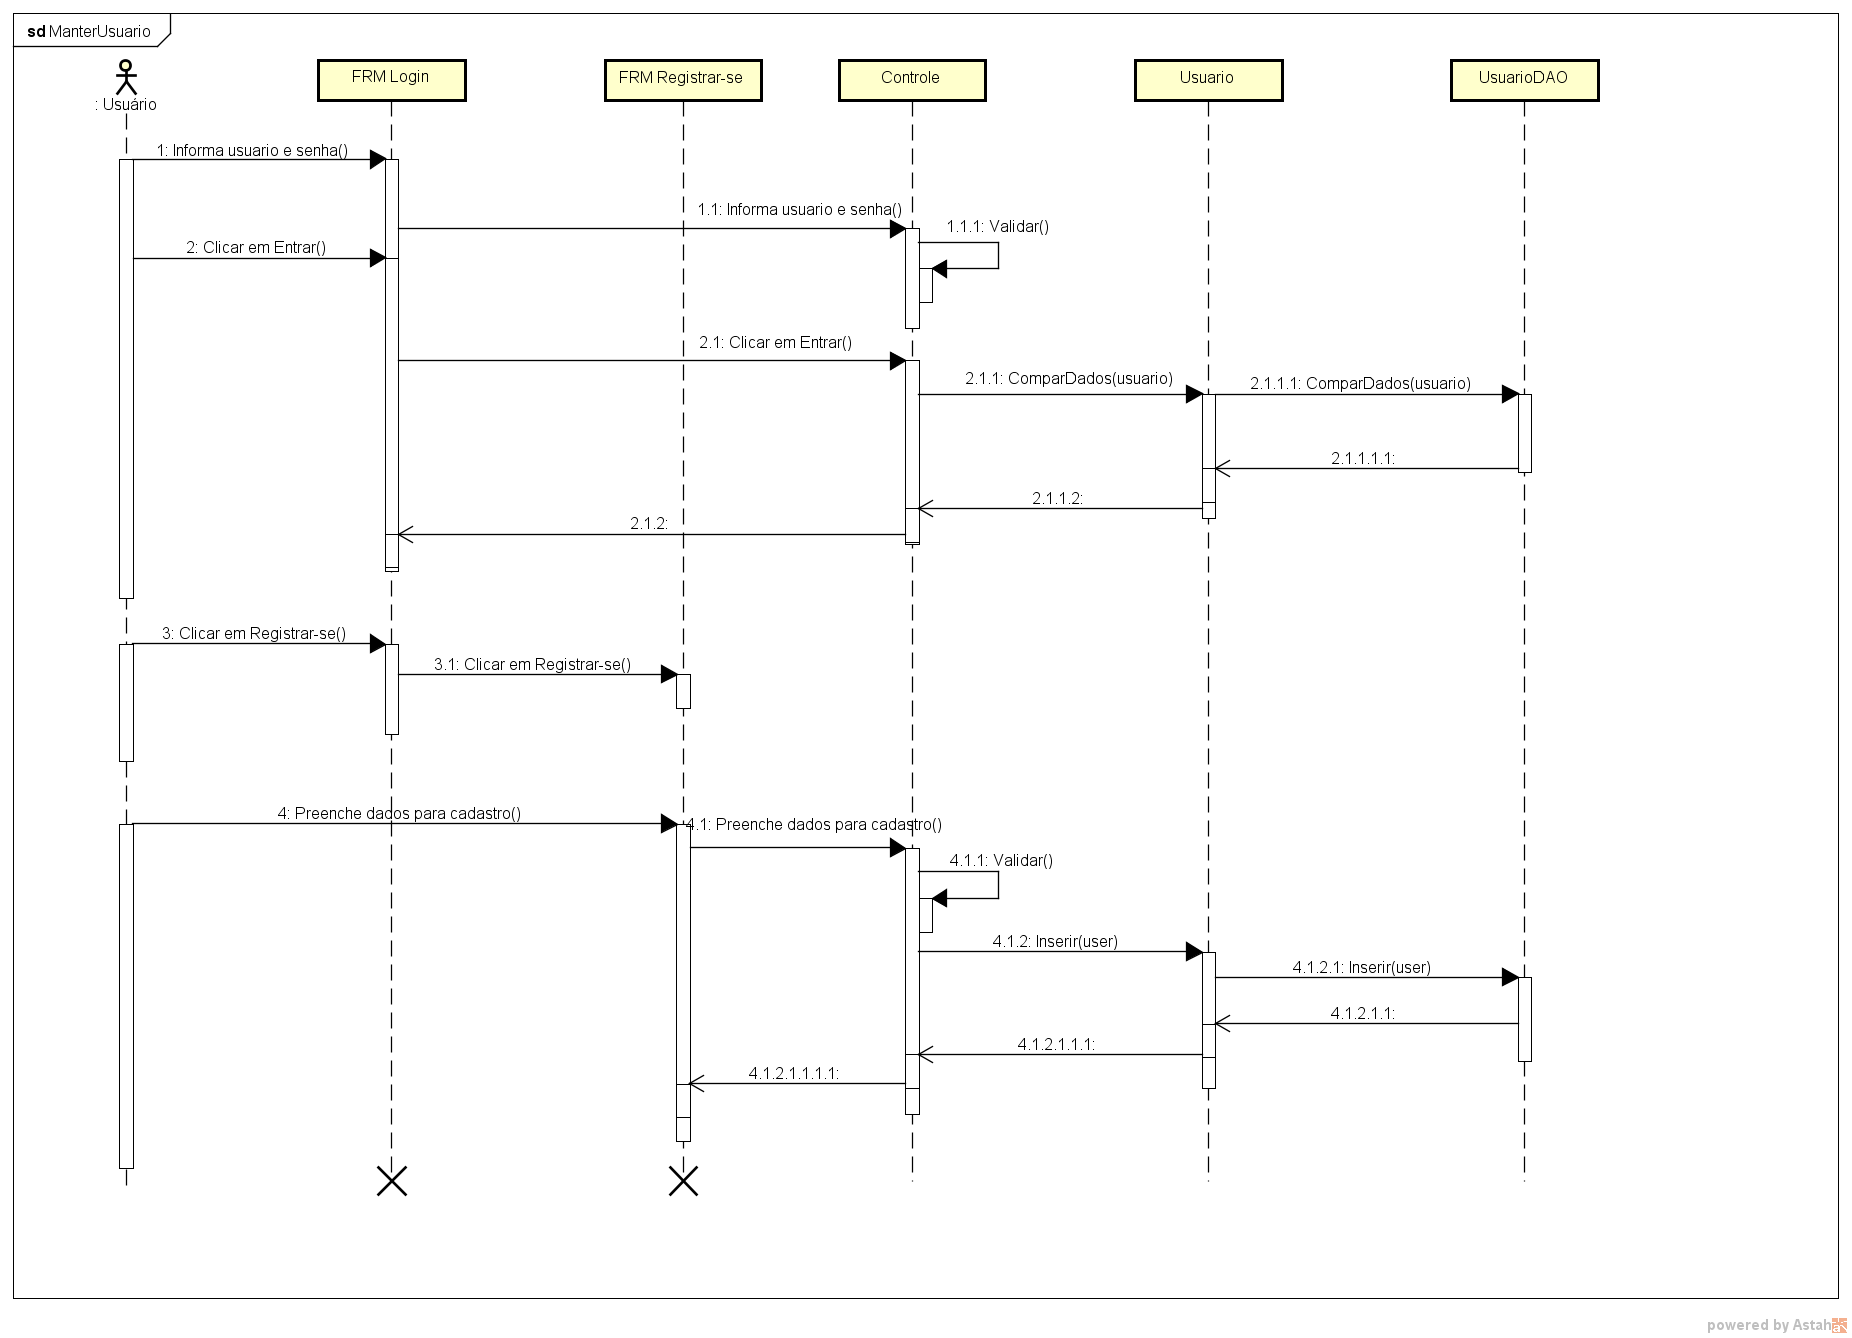 sd ManterUsuario
: Usuário
FRM Login
FRM Registrar-se
Controle
Usuario
UsuarioDAO
1: Informa usuario e senha()
1.1: Informa usuario e senha()
1.1.1: Validar()
2: Clicar em Entrar()
2.1: Clicar em Entrar()
2.1.1: ComparDados(usuario)
2.1.1.1: ComparDados(usuario)
2.1.1.1.1:
2.1.1.2:
2.1.2:
3: Clicar em Registrar-se()
3.1: Clicar em Registrar-se()
4: Preenche dados para cadastro()
4.1: Preenche dados para cadastro()
4.1.1: Validar()
4.1.2: Inserir(user)
4.1.2.1: Inserir(user)
4.1.2.1.1:
4.1.2.1.1.1:
4.1.2.1.1.1.1:
powered by Astah